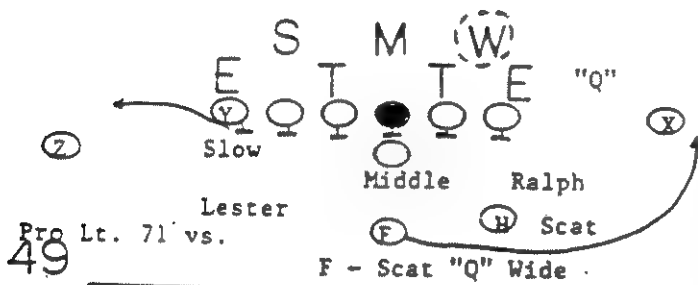 S M W
E T T E "Q"
Y
Z X
Slow
Middle Ralph
Lester H Scat
Pro Lt. 71 vs. F
49 F - Scat "Q" Wide